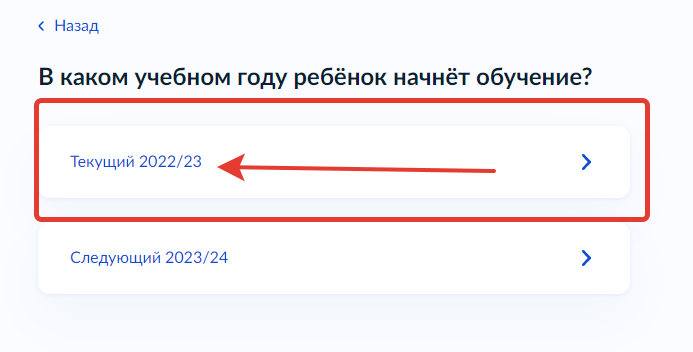 Назад
В каком учебном году ребёнок начнёт обучение?
Текущий 2022/23
Следующий 2023/24